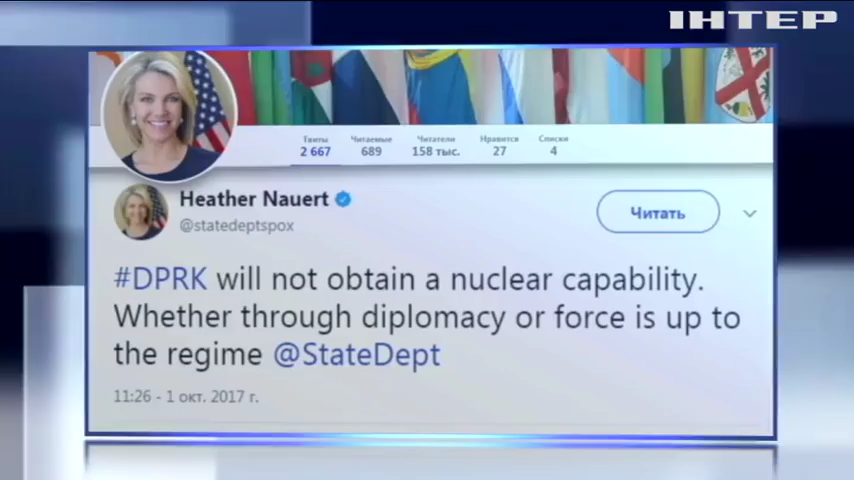 ІНТЕР
Твиты Читаемые Читатели Нравится Списки
2 667 689 158 тыс. 27 4
Heather Nauert
@statedeptspox
Читать
#DPRK will not obtain a nuclear capability.
Whether through diplomacy or force is up to
the regime @StateDept
11:26 - 1 окт. 2017 г.